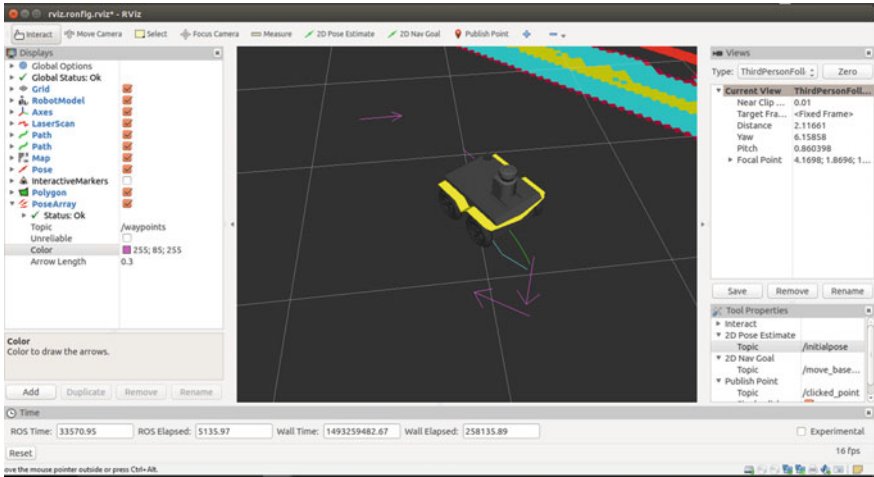 rviz.ronfig.rviz* - RViz
Interact Move Camera Select Focus Camera Measure 2D Pose Estimate 2D Nav Goal Publish Point
Displays
Global Options
Global Status: Ok
Grid
RobotModel
Axes
LaserScan
Path
Path
Map
Pose
InteractiveMarkers
Polygon
PoseArray
Status: Ok
Topic /waypoints
Unreliable
Color 255; 85; 255
Arrow Length 0.3
Color
Color to draw the arrows.
Add Duplicate Remove Rename
Views
Type: ThirdPersonFoll Zero
Current View ThirdPersonFoll...
Near Clip ... 0.01
Target Fra... <Fixed Frame>
Distance 2.11661
Yaw 6.15858
Pitch 0.860398
Focal Point 4.1698; 1.8696; 1...
Save Remove Rename
Tool Properties
Interact
2D Pose Estimate
Topic /initialpose
2D Nav Goal
Topic /move_base...
Publish Point
Topic /clicked_point
Time
ROS Time: 33570.95 ROS Elapsed: 5135.97 Wall Time: 1493259482.67 Wall Elapsed: 258135.89 Experimental
Reset 16 fps
ove the mouse pointer outside or press Ctrl+Alt.